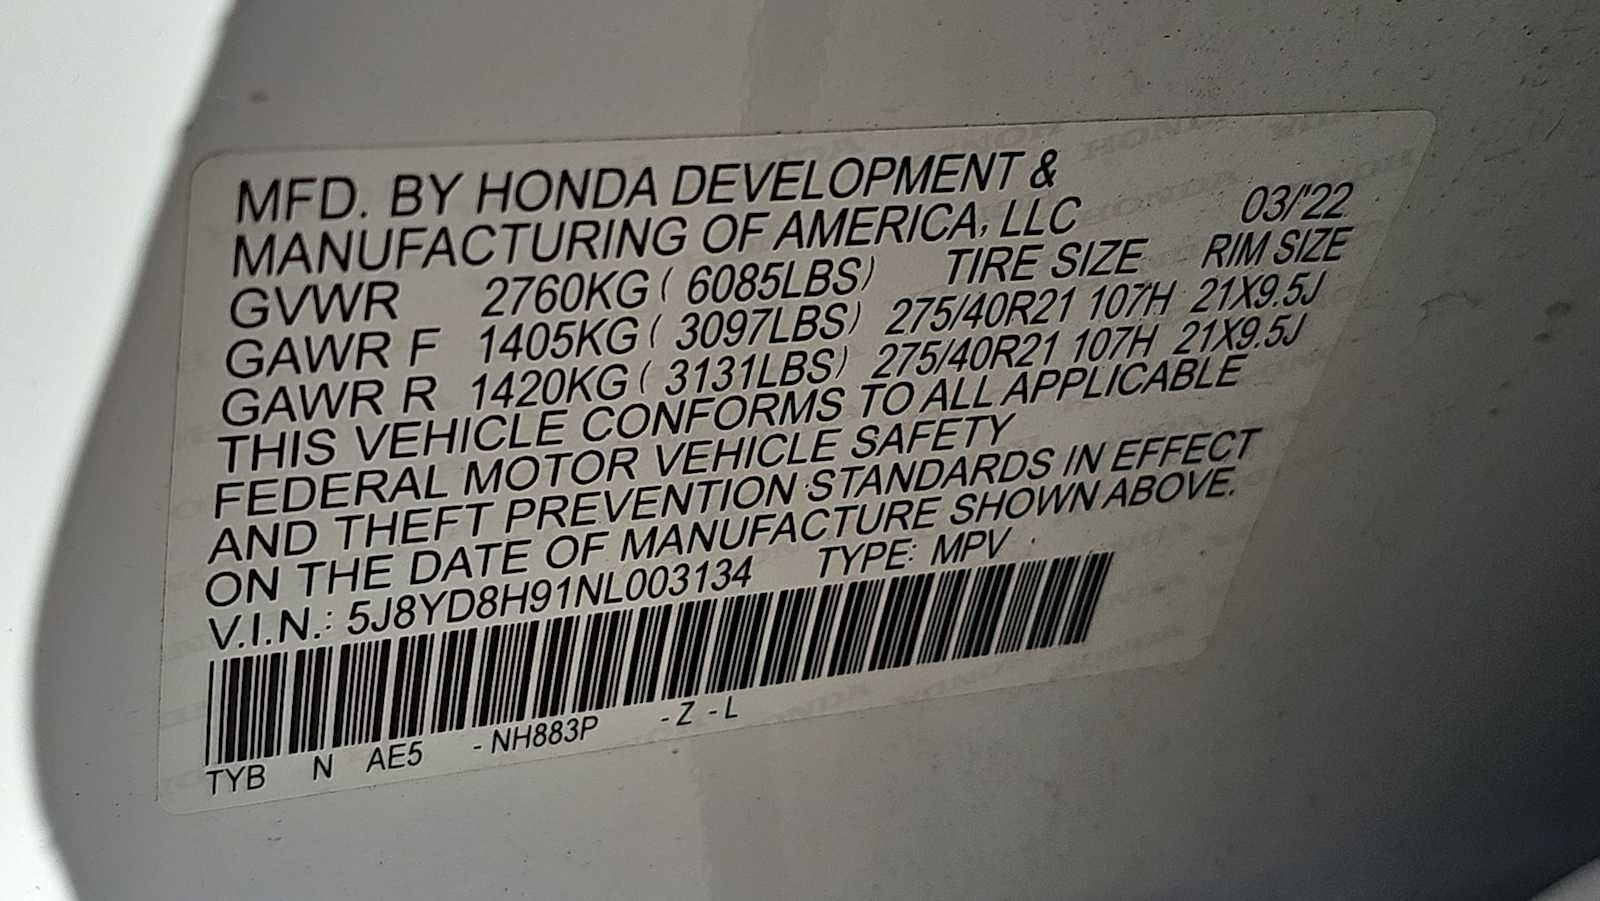 MFD. BY HONDA DEVELOPMENT &
MANUFACTURING OF AMERICA, LLC 03/'22
GVWR 2760KG ( 6085LBS) TIRE SIZE RIM SIZE
GAWR F 1405KG ( 3097LBS) 275/40R21 107H 21X9.5J
GAWR R 1420KG ( 3131LBS) 275/40R21 107H 21X9.5J
THIS VEHICLE CONFORMS TO ALL APPLICABLE
FEDERAL MOTOR VEHICLE SAFETY
AND THEFT PREVENTION STANDARDS IN EFFECT
ON THE DATE OF MANUFACTURE SHOWN ABOVE.
V.I.N.: 5J8YD8H91NL003134 TYPE: MPV
TYB N AE5 -NH883P -Z -L